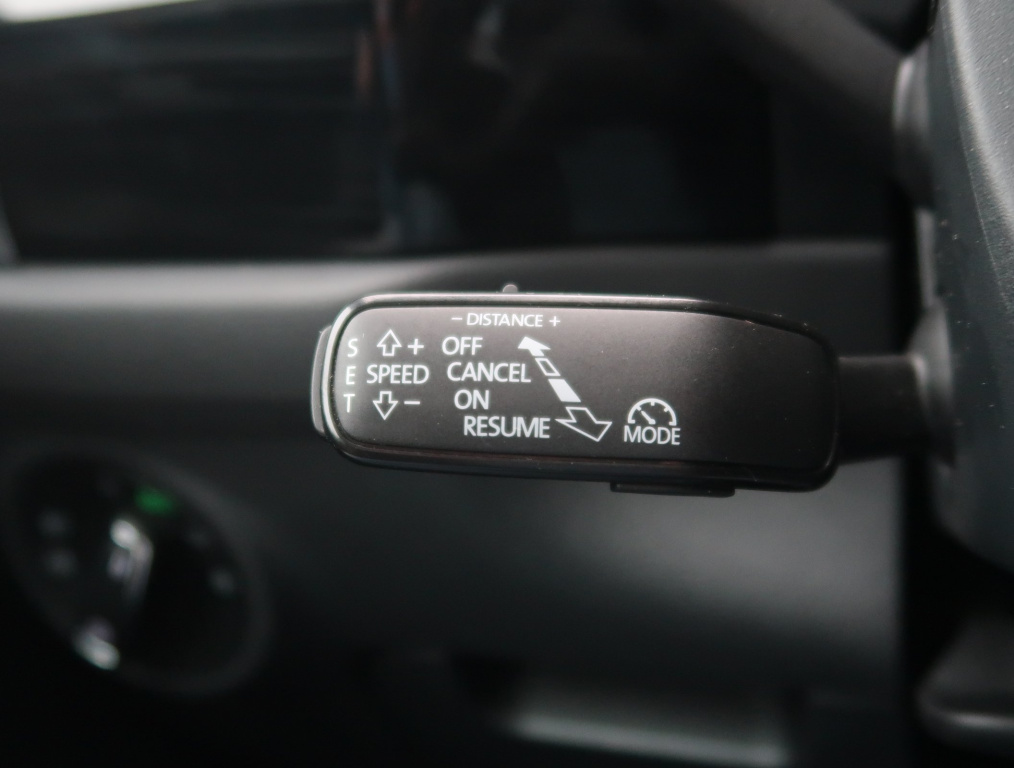 − DISTANCE +
S + OFF
E SPEED CANCEL
T − ON
RESUME
MODE